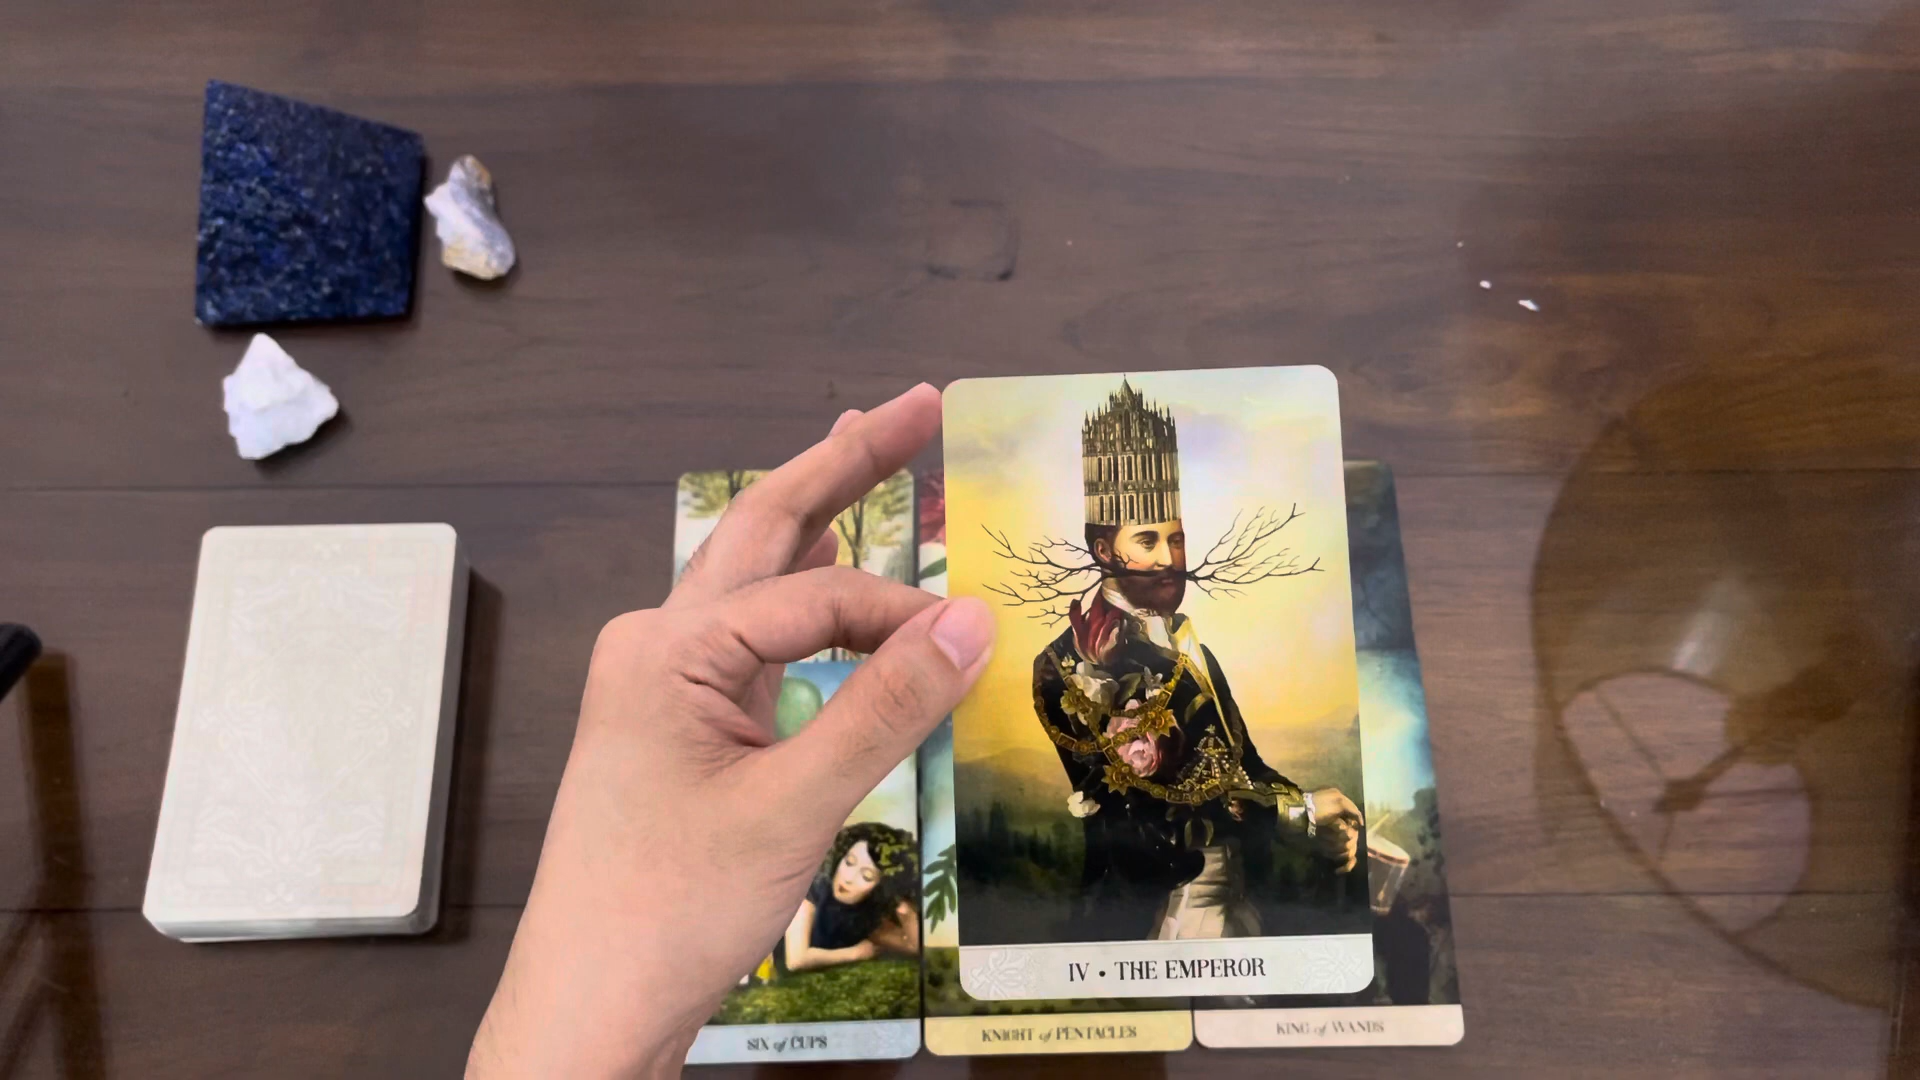 IV • THE EMPEROR
SIX of CUPS
KNIGHT of PENTACLES
KING of WANDS